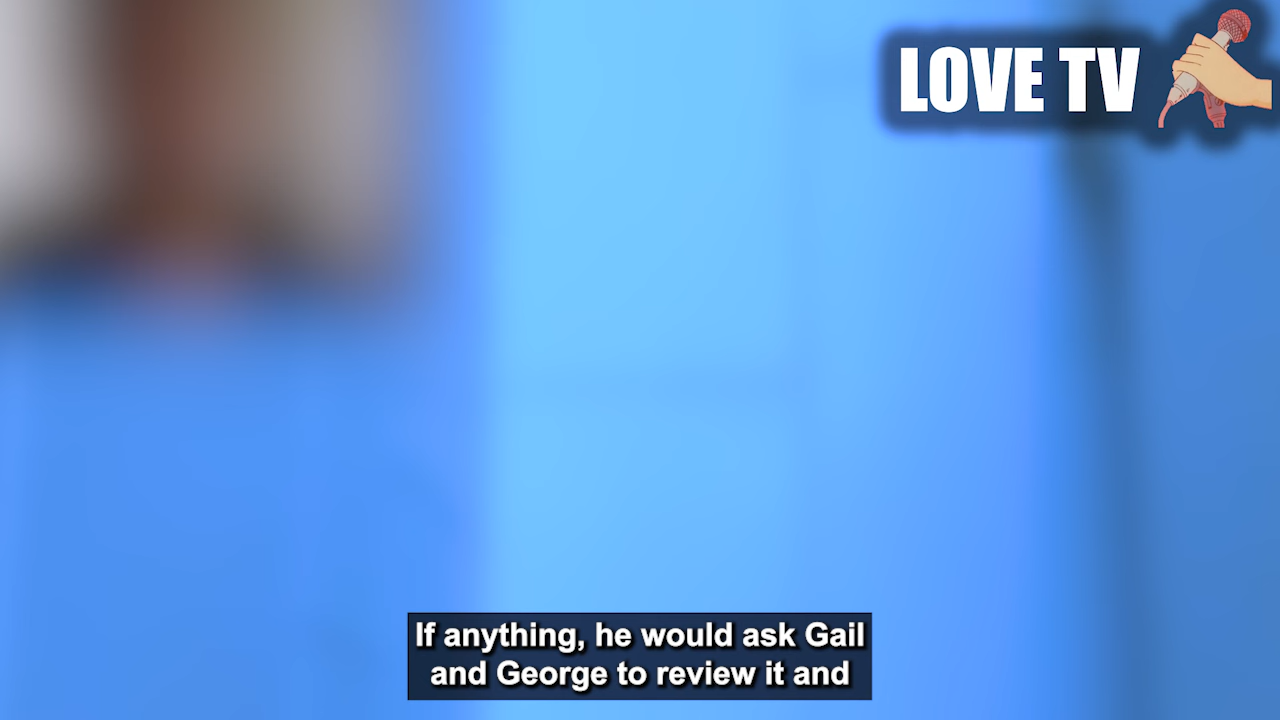 LOVE TV
If anything, he would ask Gail
and George to review it and